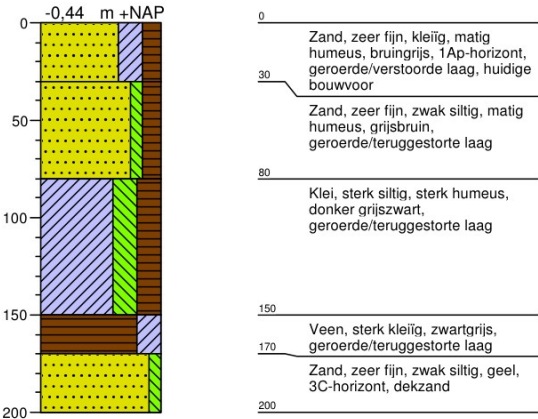 -0,44 m +NAP
0
50
100
150
200
0
Zand, zeer fijn, kleiïg, matig
humeus, bruingrijs, 1Ap-horizont,
geroerde/verstoorde laag, huidige
bouwvoor
30
Zand, zeer fijn, zwak siltig, matig
humeus, grijsbruin,
geroerde/teruggestorte laag
80
Klei, sterk siltig, sterk humeus,
donker grijszwart,
geroerde/teruggestorte laag
150
Veen, sterk kleiïg, zwartgrijs,
geroerde/teruggestorte laag
170
Zand, zeer fijn, zwak siltig, geel,
3C-horizont, dekzand
200